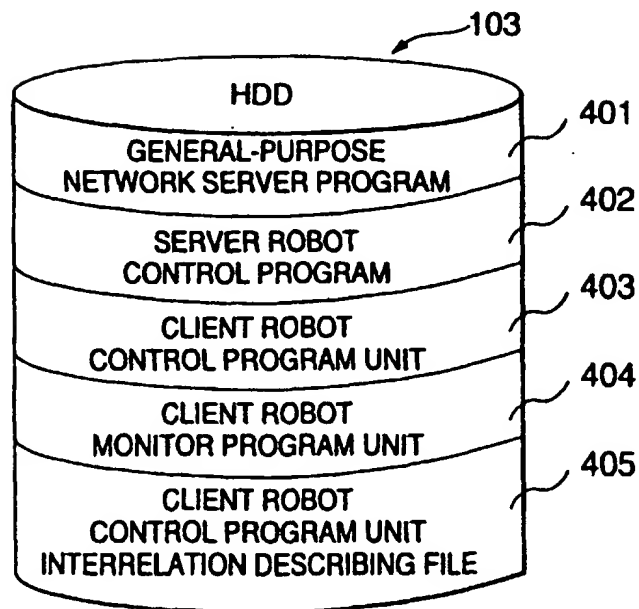 103
HDD
401
GENERAL-PURPOSE
NETWORK SERVER PROGRAM
402
SERVER ROBOT
CONTROL PROGRAM
403
CLIENT ROBOT
CONTROL PROGRAM UNIT
404
CLIENT ROBOT
MONITOR PROGRAM UNIT
405
CLIENT ROBOT
CONTROL PROGRAM UNIT
INTERRELATION DESCRIBING FILE